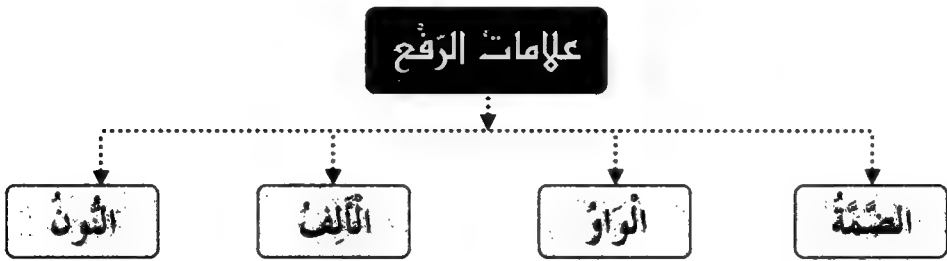 علامات الرَّفْعِ
الضَّمَّةُ
الْوَاوُ
الْأَلِفُ
النُّونُ